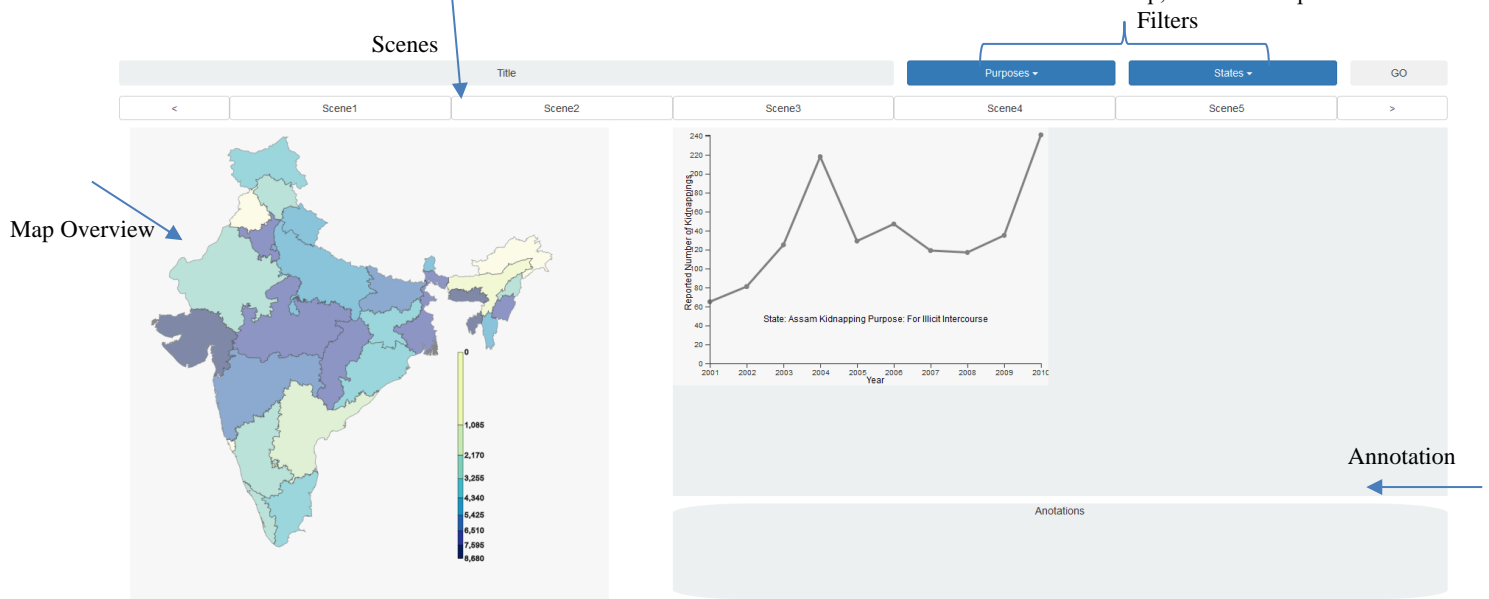 Filters
Scenes
Title
Purposes
States
GO
<
Scene1
Scene2
Scene3
Scene4
Scene5
>
Map Overview
240
220
200
180
160
140
120
100
80
60
40
20
0
Reported Number of Kidnappings
State: Assam Kidnapping Purpose: For Illicit Intercourse
2001 2002 2003 2004 2005 2006 2007 2008 2009 2010
Year
0
1,085
2,170
3,255
4,340
5,425
6,510
7,595
8,680
Annotation
Anotations